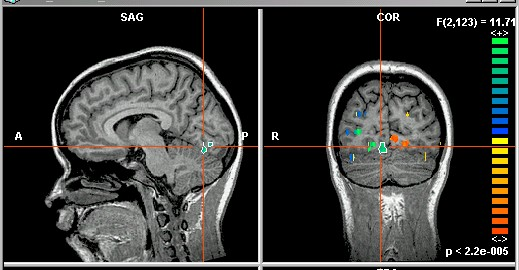 SAG
COR
F(2,123) = 11.71
<+>
A
P
R
<->
p < 2.2e-005